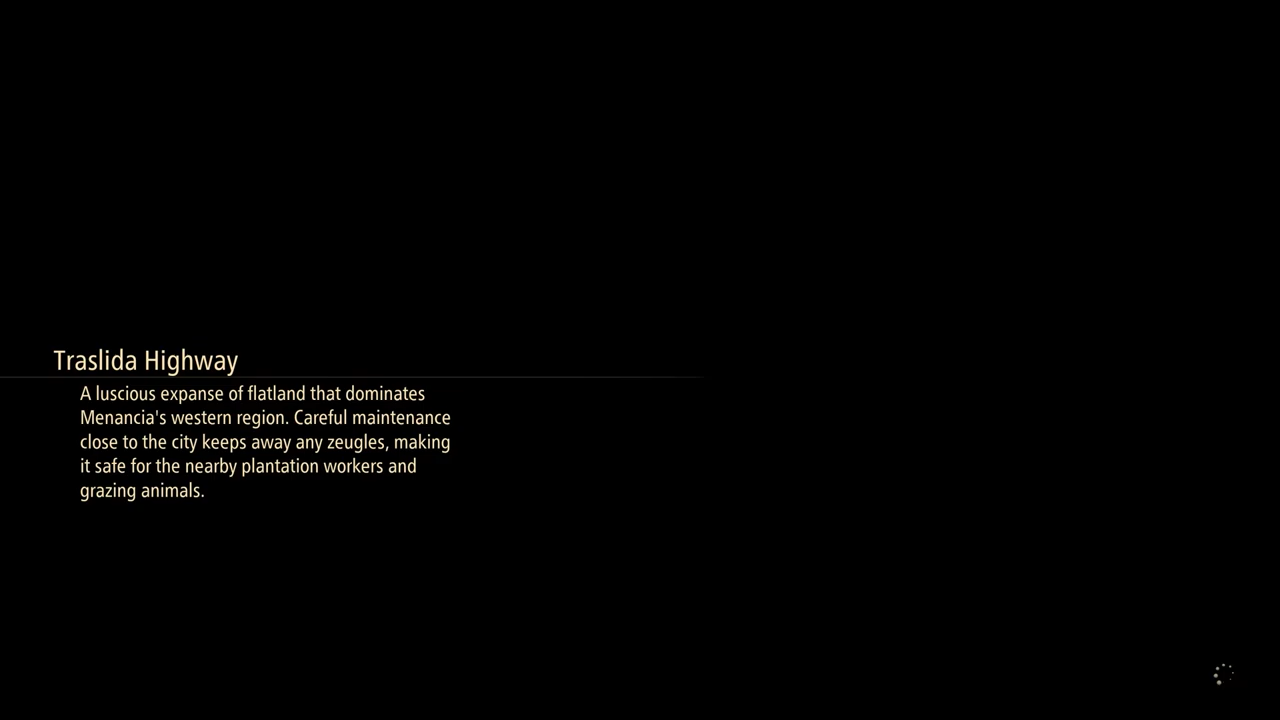 Traslida Highway
A luscious expanse of flatland that dominates
Menancia's western region. Careful maintenance
close to the city keeps away any zeugles, making
it safe for the nearby plantation workers and
grazing animals.